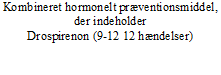 Kombineret hormonelt præventionsmiddel,
der indeholder
Drospirenon (9-12 12 hændelser)